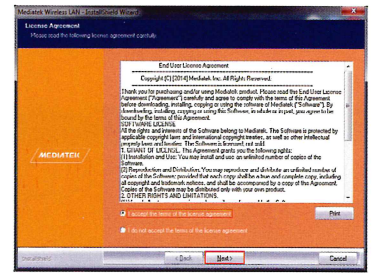 Mediatek Wireless LAN - InstallShield Wizard
License Agreement
Please read the following license agreement carefully.
End User License Agreement
Copyright (C) [2014] Mediatek Inc. All Rights Reserved.
Thank you for purchasing and/or using Mediatek product. Please read the End User License
Agreement ("Agreement") carefully and agree to comply with the terms of this Agreement
before downloading, installing, copying or using the software of Mediatek ("Software"). By
downloading, installing, copying or using this Software, in whole or in part, you agree to be
bound by the terms of this Agreement.
SOFTWARE LICENSE
All the rights and interests of the Software belong to Mediatek. The Software is protected by
applicable copyright laws and international copyright treaties, as well as other intellectual
property laws and treaties. The Software is licensed, not sold.
1. GRANT OF LICENSE. This Agreement grants you the following rights:
(1) Installation and Use: You may install and use an unlimited number of copies of the
Software.
(2) Reproduction and Distribution. You may reproduce and distribute an unlimited number of
copies of the Software; provided that each copy shall be a true and complete copy, including
all copyright and trademark notices, and shall be accompanied by a copy of this Agreement.
Copies of the Software may be distributed only with your own product.
2. OTHER RIGHTS AND LIMITATIONS.
MEDIATEK
I accept the terms of the license agreement
Print
I do not accept the terms of the license agreement
InstallShield
< Back
Next >
Cancel